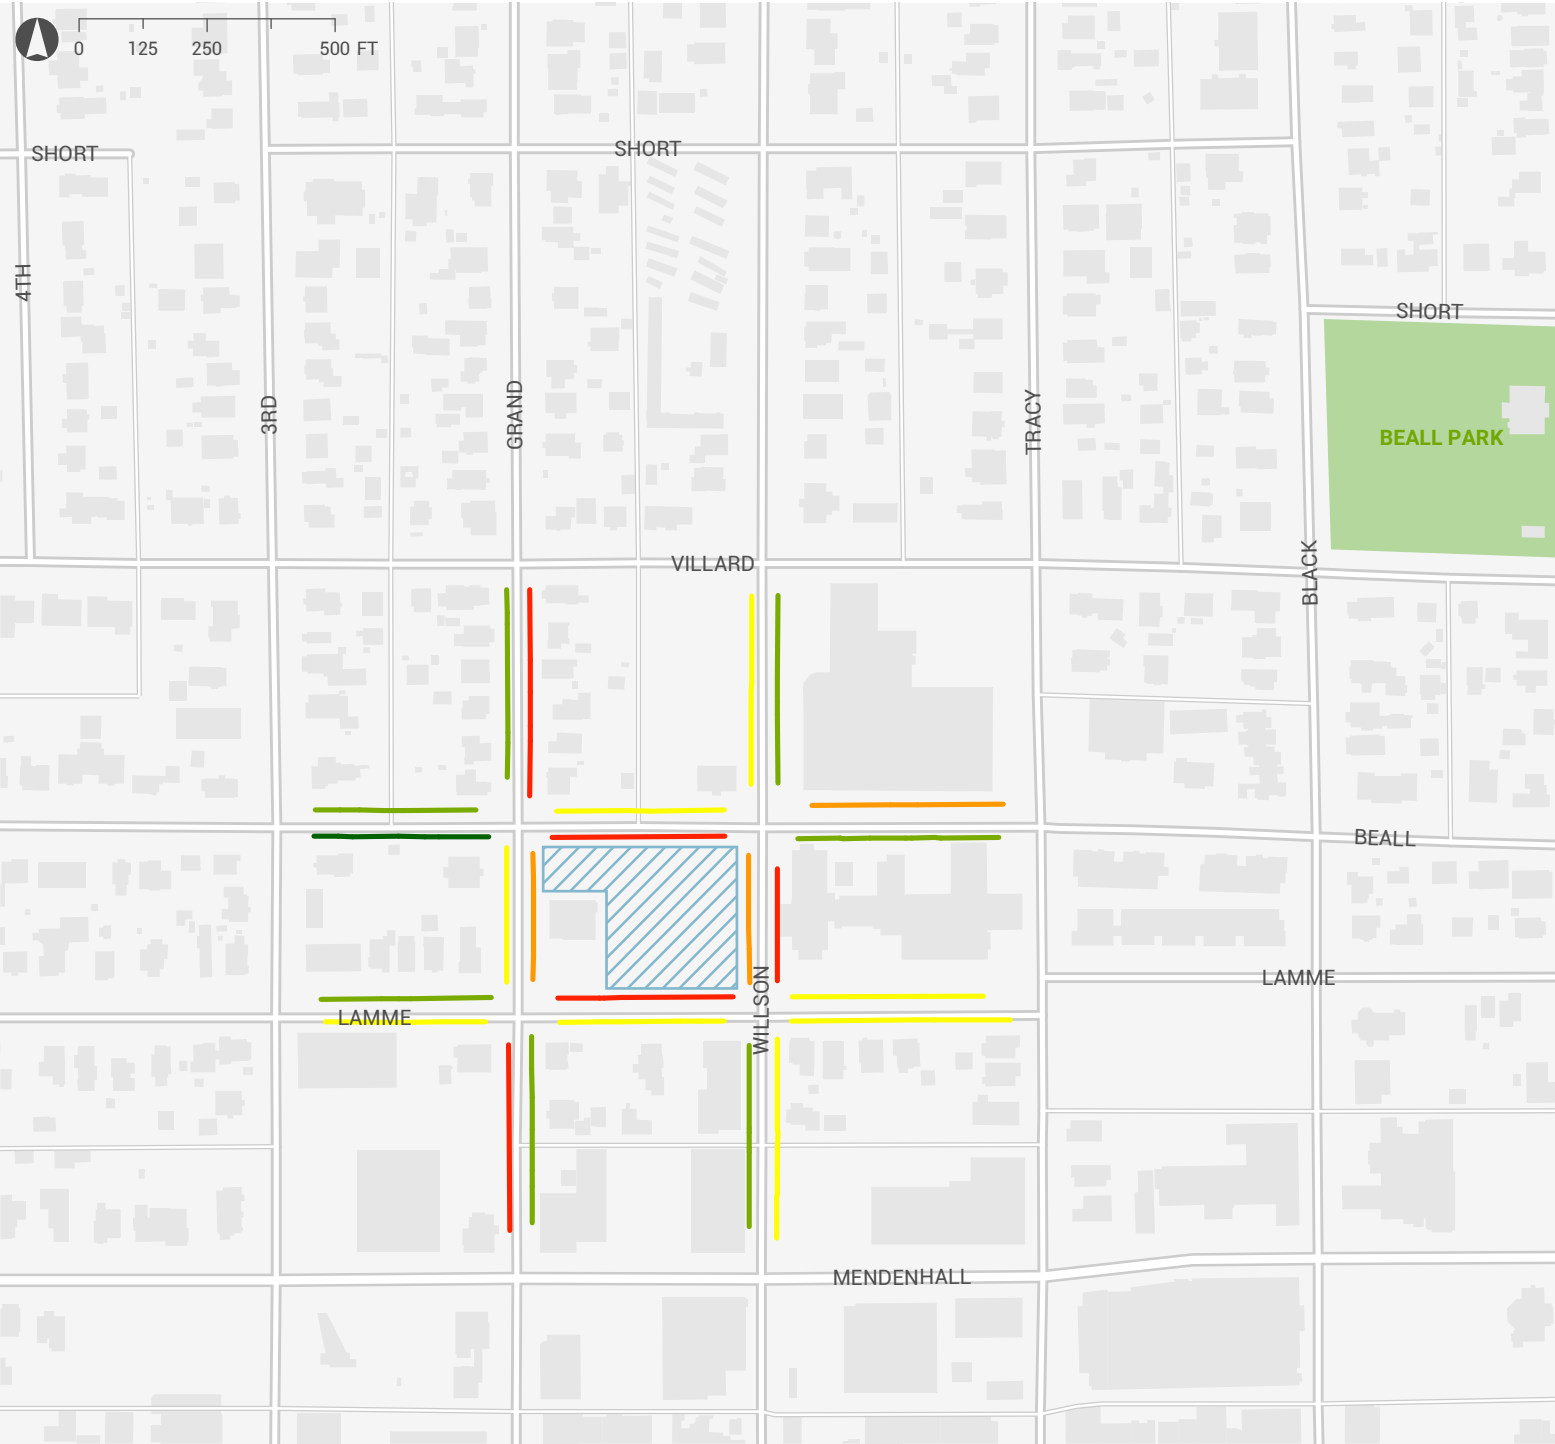 0 125 250 500 FT
SHORT
SHORT
4TH
SHORT
3RD
GRAND
TRACY
BEALL PARK
VILLARD
BLACK
BEALL
LAMME
WILLSON
LAMME
MENDENHALL